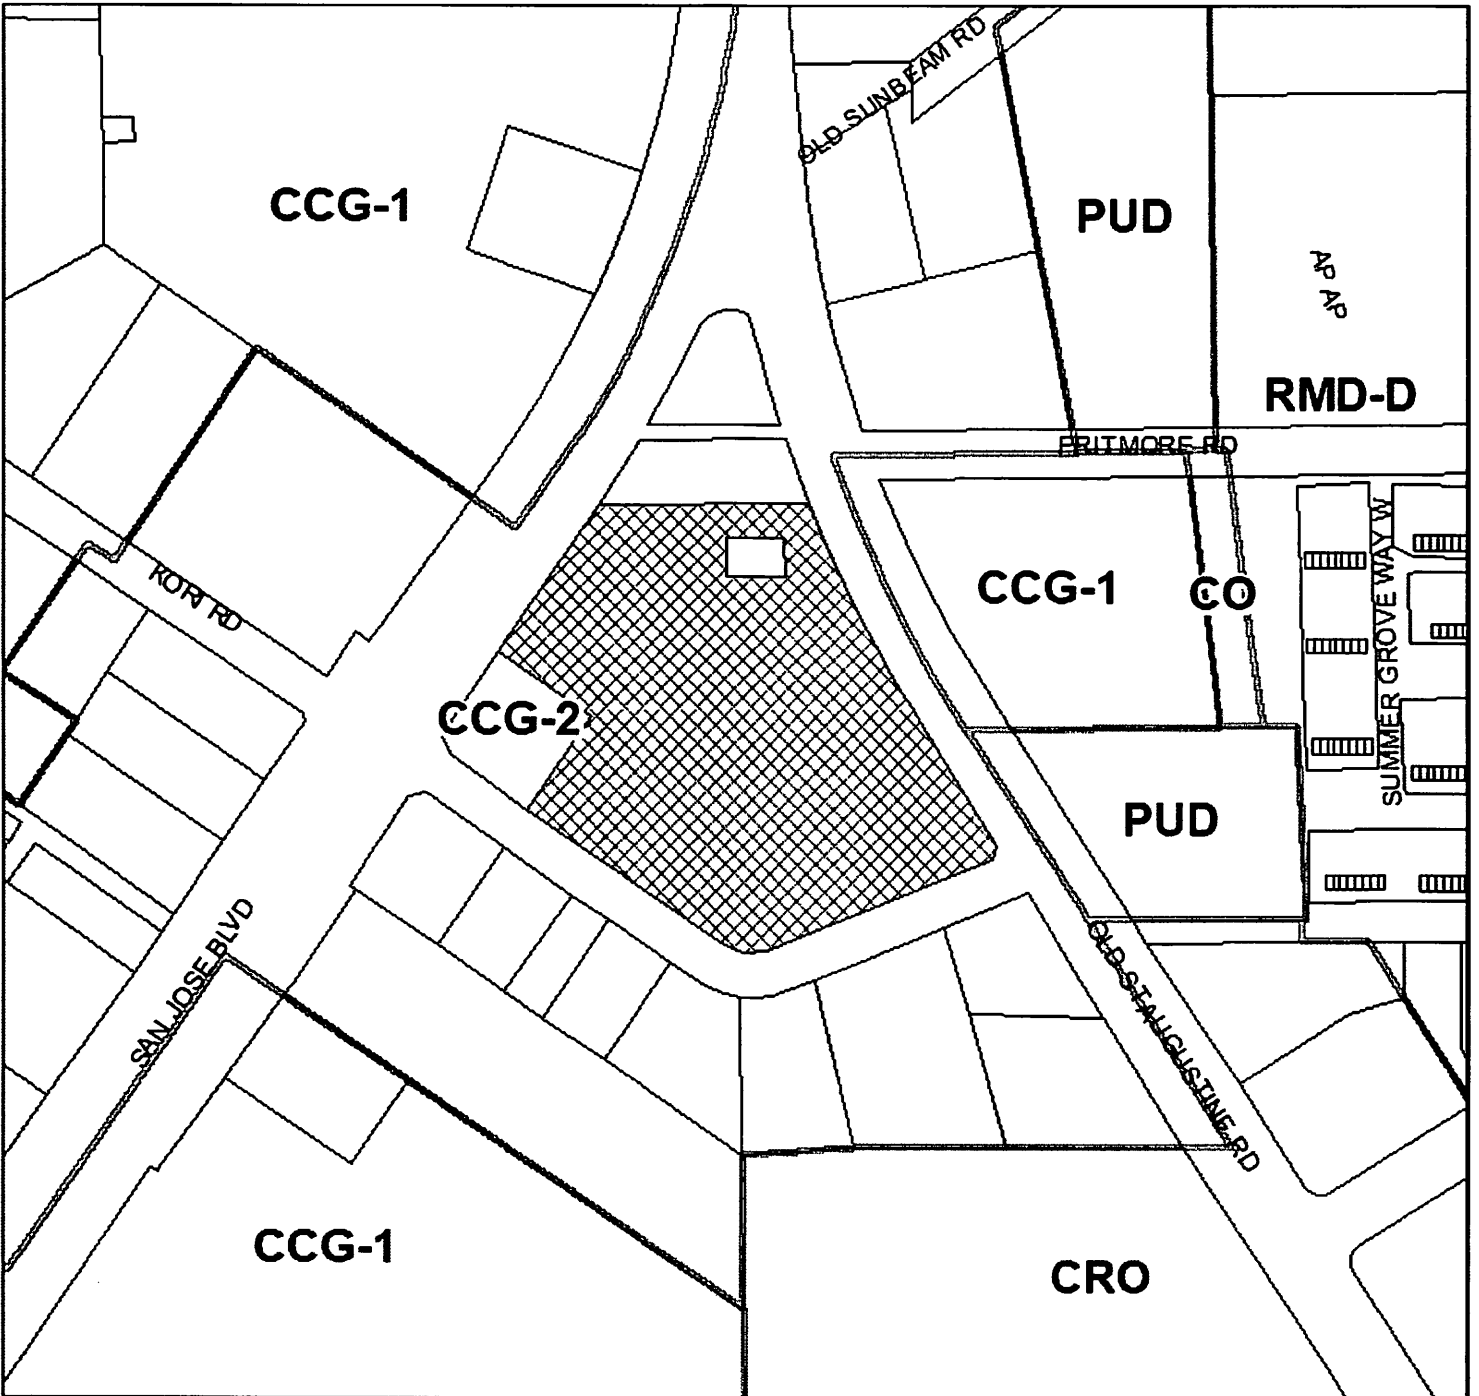 OLD SUNBEAM RD
CCG-1
PUD
AP AP
RMD-D
PRITMORE RD
KORI RD
CCG-1
CO
SUMMER GROVE WAY W
CCG-2
PUD
SAN JOSE BLVD
OLD ST AUGUSTINE RD
CCG-1
CRO